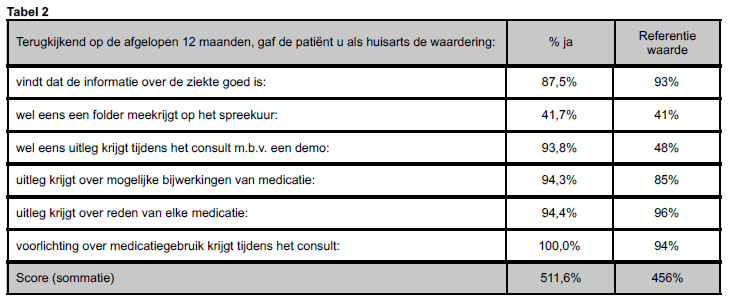 Tabel 2
Terugkijkend op de afgelopen 12 maanden, gaf de patiënt u als huisarts de waardering: % ja Referentie waarde
vindt dat de informatie over de ziekte goed is: 87,5% 93%
wel eens een folder meekrijgt op het spreekuur: 41,7% 41%
wel eens uitleg krijgt tijdens het consult m.b.v. een demo: 93,8% 48%
uitleg krijgt over mogelijke bijwerkingen van medicatie: 94,3% 85%
uitleg krijgt over reden van elke medicatie: 94,4% 96%
voorlichting over medicatiegebruik krijgt tijdens het consult: 100,0% 94%
Score (sommatie) 511,6% 456%